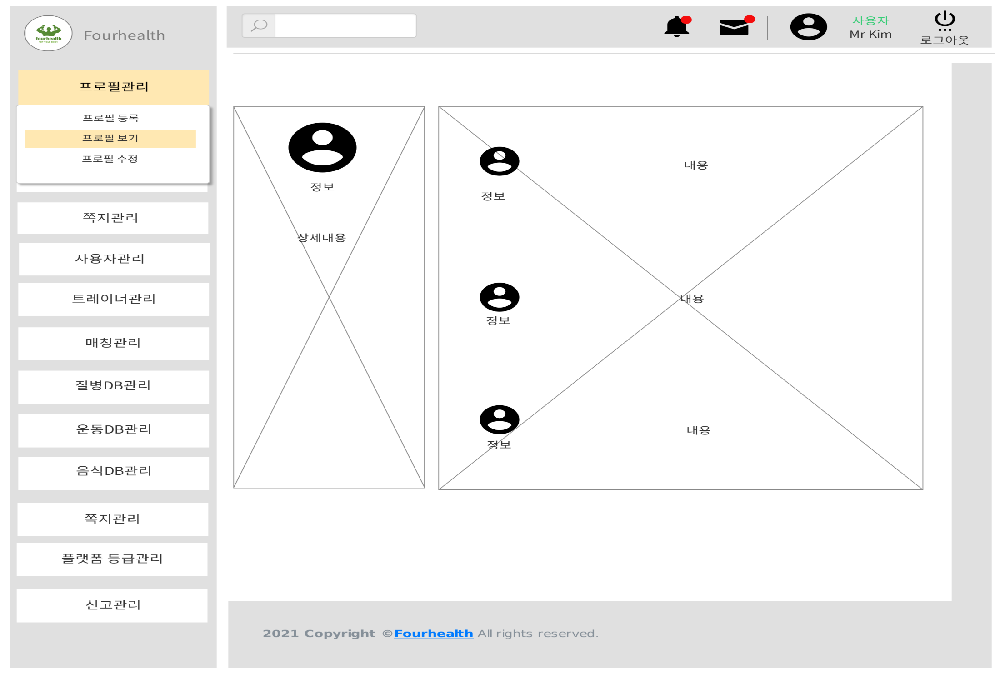 fourhealth
for your body
Fourhealth
사용자
Mr Kim
로그아웃
프로필관리
프로필 등록
프로필 보기
프로필 수정
쪽지관리
사용자관리
트레이너관리
매칭관리
질병DB관리
운동DB관리
음식DB관리
쪽지관리
플랫폼 등급관리
신고관리
정보
상세내용
정보
내용
정보
내용
정보
내용
2021 Copyright ©Fourhealth All rights reserved.